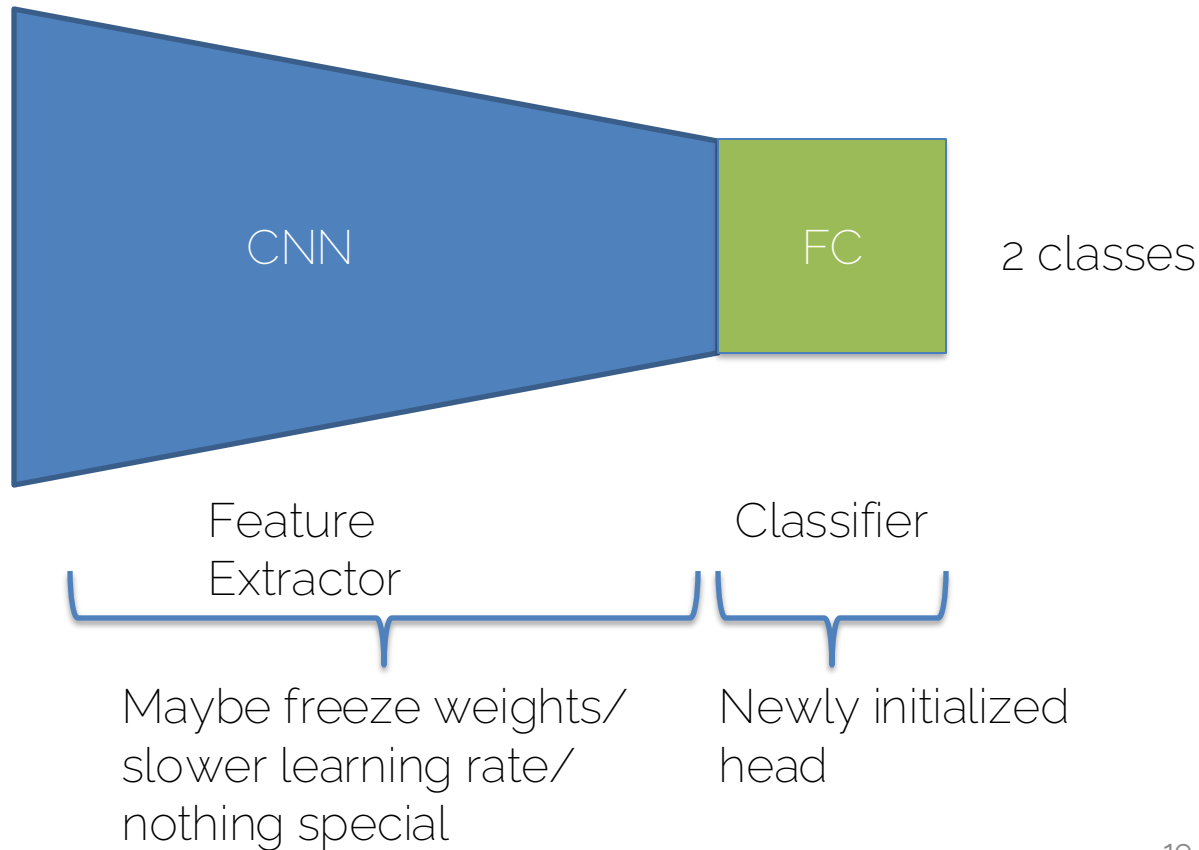 CNN
FC
2 classes
Feature
Extractor
Classifier
Maybe freeze weights/
slower learning rate/
nothing special
Newly initialized
head